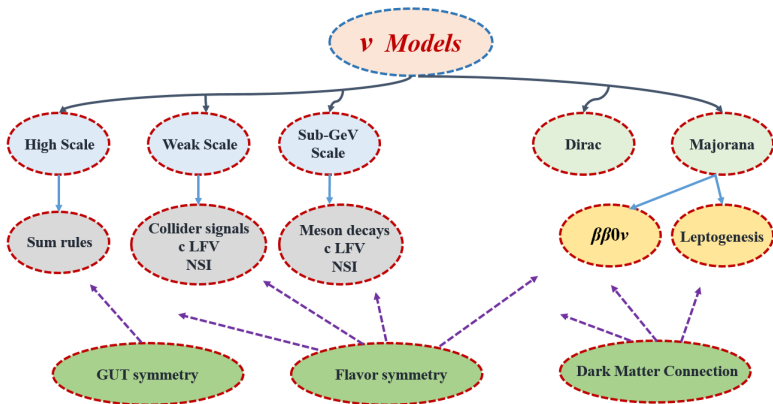 ν Models
High Scale
Weak Scale
Sub-GeV
Scale
Dirac
Majorana
Sum rules
Collider signals
c LFV
NSI
Meson decays
c LFV
NSI
ββ0ν
Leptogenesis
GUT symmetry
Flavor symmetry
Dark Matter Connection